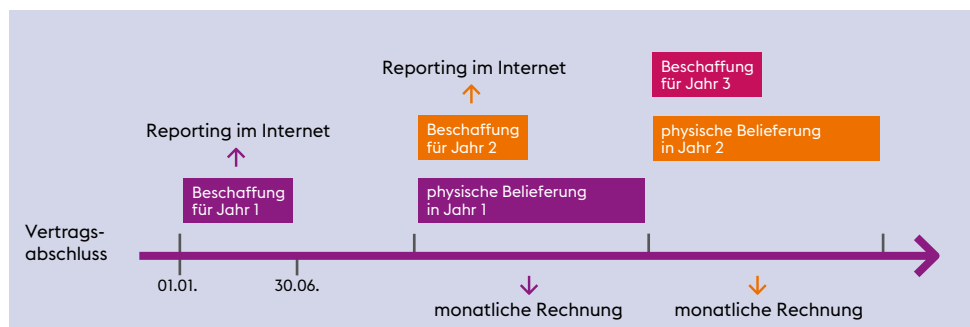 Reporting im Internet
Beschaffung
für Jahr 3
Reporting im Internet
Beschaffung
für Jahr 2
physische Belieferung
in Jahr 2
Beschaffung
für Jahr 1
physische Belieferung
in Jahr 1
Vertrags-
abschluss
01.01.
30.06.
monatliche Rechnung
monatliche Rechnung